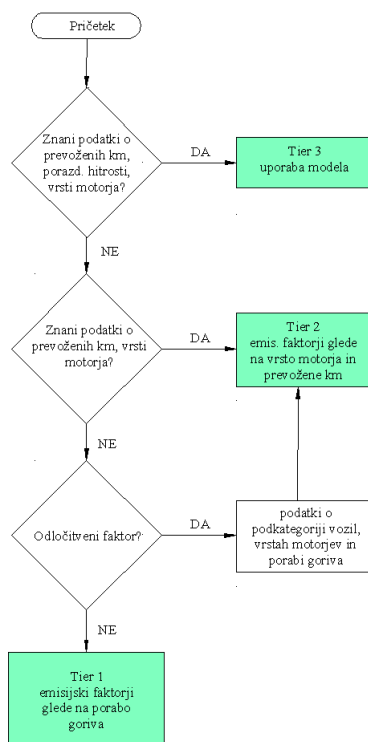 Pričetek
Znani podatki o
prevoženih km,
porazd. hitrosti,
vrsti motorja?
DA
Tier 3
uporaba modela
NE
Znani podatki o
prevoženih km, vrsti
motorja?
DA
Tier 2
emis. faktorji glede
na vrsto motorja in
prevožene km
NE
Odločitveni faktor?
DA
podatki o
podkategoriji vozil,
vrstah motorjev in
porabi goriva
NE
Tier 1
emisijski faktorji
glede na porabo
goriva